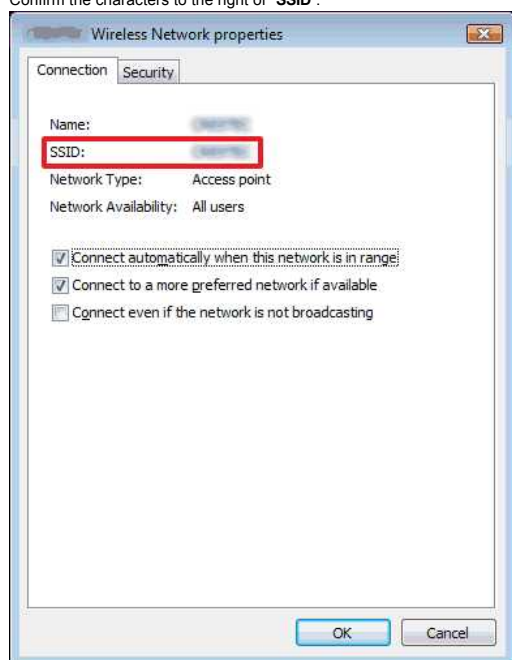 Confirm the characters to the right of "SSID".
Wireless Network properties
Connection
Security
Name:
SSID:
Network Type: Access point
Network Availability: All users
Connect automatically when this network is in range
Connect to a more preferred network if available
Connect even if the network is not broadcasting
OK
Cancel